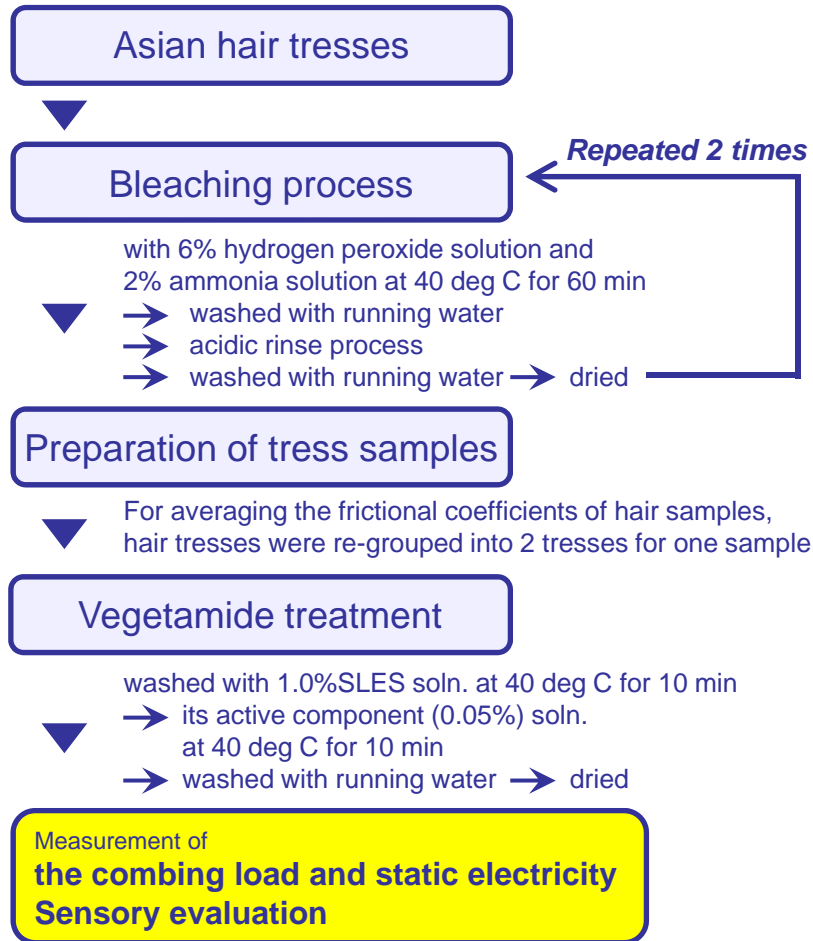 Asian hair tresses
Repeated 2 times
Bleaching process
with 6% hydrogen peroxide solution and
2% ammonia solution at 40 deg C for 60 min
washed with running water
acidic rinse process
washed with running water → dried
Preparation of tress samples
For averaging the frictional coefficients of hair samples,
hair tresses were re-grouped into 2 tresses for one sample
Vegetamide treatment
washed with 1.0%SLES soln. at 40 deg C for 10 min
its active component (0.05%) soln.
at 40 deg C for 10 min
washed with running water → dried
Measurement of
the combing load and static electricity
Sensory evaluation